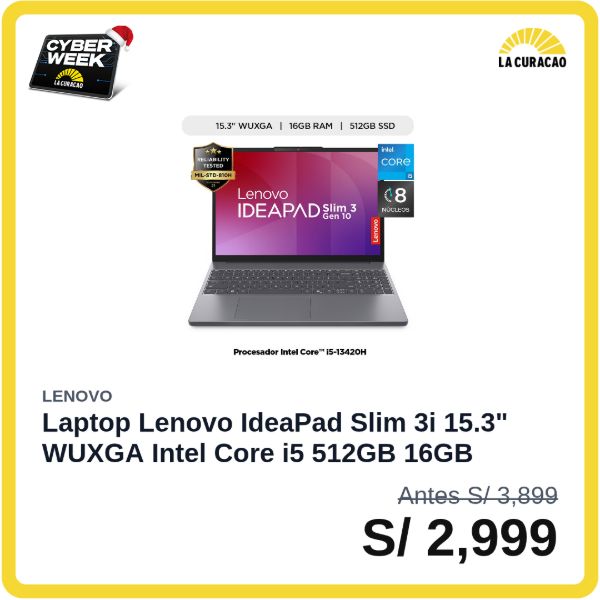 CYBER
WEEK
LA CURACAO
LA CURACAO
15.3" WUXGA | 16GB RAM | 512GB SSD
RELIABILITY
TESTED
MIL-STD-810H
Lenovo
IDEAPAD Slim 3
Gen 10
Lenovo
intel
CORE
i5
8
NÚCLEOS
Procesador Intel Core™ i5-13420H
LENOVO
Laptop Lenovo IdeaPad Slim 3i 15.3"
WUXGA Intel Core i5 512GB 16GB
Antes S/ 3,899
S/ 2,999